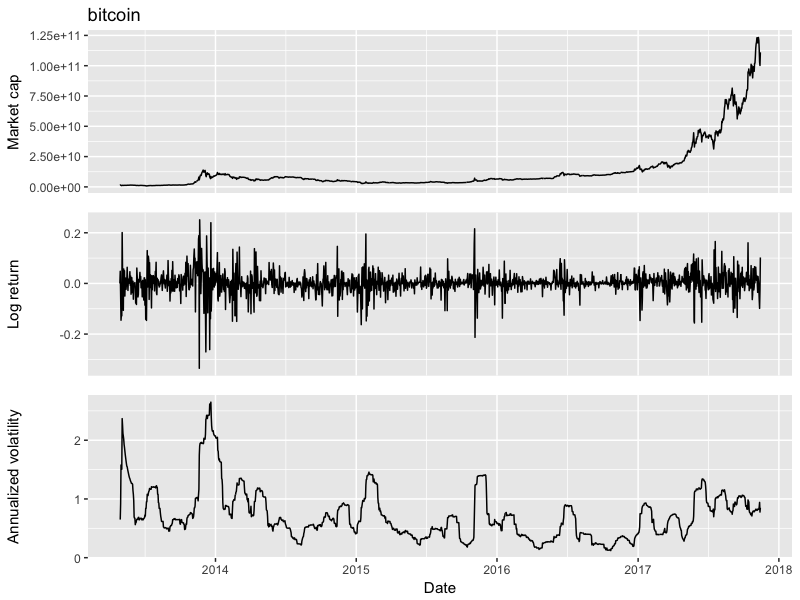 bitcoin
Market cap
1.25e+11
1.00e+11
7.50e+10
5.00e+10
2.50e+10
0.00e+00
Log return
0.2
0.0
-0.2
Annualized volatility
2
1
0
2014 2015 2016 2017 2018
Date